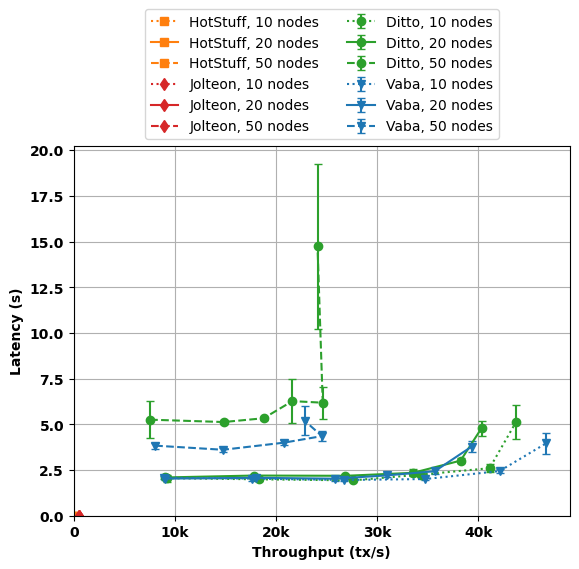 HotStuff, 10 nodes
HotStuff, 20 nodes
HotStuff, 50 nodes
Jolteon, 10 nodes
Jolteon, 20 nodes
Jolteon, 50 nodes
Ditto, 10 nodes
Ditto, 20 nodes
Ditto, 50 nodes
Vaba, 10 nodes
Vaba, 20 nodes
Vaba, 50 nodes
Latency (s)
20.0
17.5
15.0
12.5
10.0
7.5
5.0
2.5
0.0
0 10k 20k 30k 40k
Throughput (tx/s)